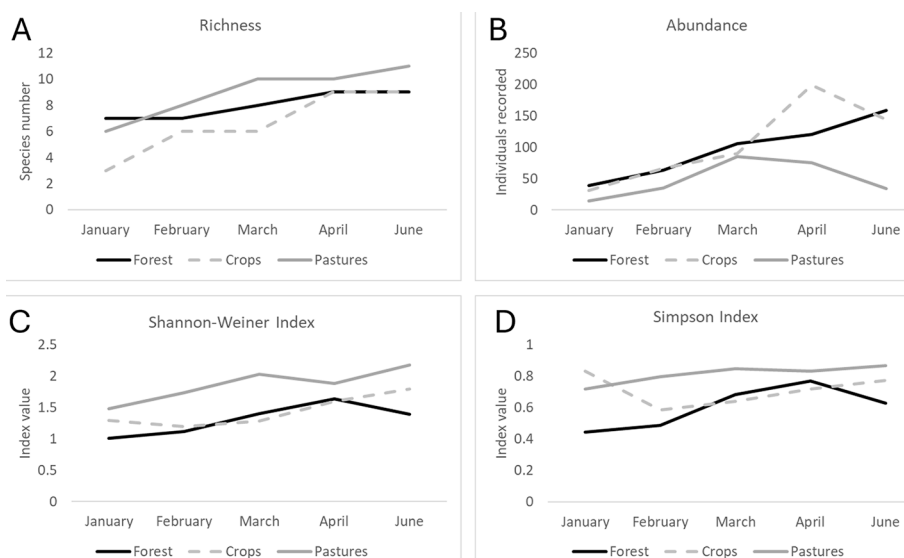 A
Richness
Species number
12
10
8
6
4
2
0
January February March April June
Forest Crops Pastures
B
Abundance
Individuals recorded
250
200
150
100
50
0
January February March April June
Forest Crops Pastures
C
Shannon-Weiner Index
Index value
2.5
2
1.5
1
0.5
0
January February March April June
Forest Crops Pastures
D
Simpson Index
Index value
1
0.8
0.6
0.4
0.2
0
January February March April June
Forest Crops Pastures